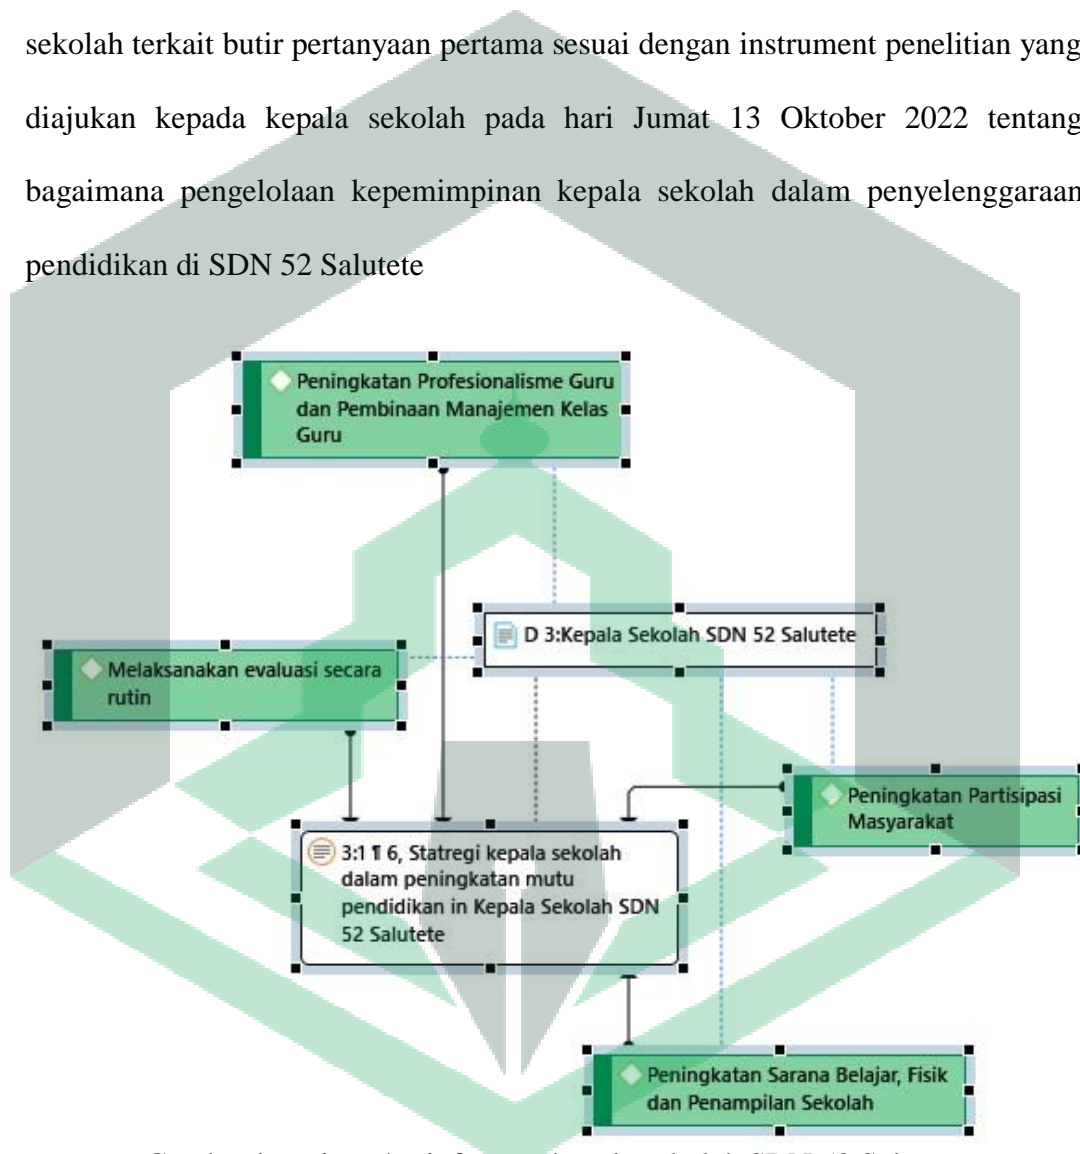 sekolah terkait butir pertanyaan pertama sesuai dengan instrument penelitian yang
diajukan kepada kepala sekolah pada hari Jumat 13 Oktober 2022 tentang
bagaimana pengelolaan kepemimpinan kepala sekolah dalam penyelenggaraan
pendidikan di SDN 52 Salutete
Peningkatan Profesionalisme Guru
dan Pembinaan Manajemen Kelas
Guru
D 3:Kepala Sekolah SDN 52 Salutete
Melaksanakan evaluasi secara
rutin
Peningkatan Partisipasi
Masyarakat
3:1 ¶ 6, Statregi kepala sekolah
dalam peningkatan mutu
pendidikan in Kepala Sekolah SDN
52 Salutete
Peningkatan Sarana Belajar, Fisik
dan Penampilan Sekolah